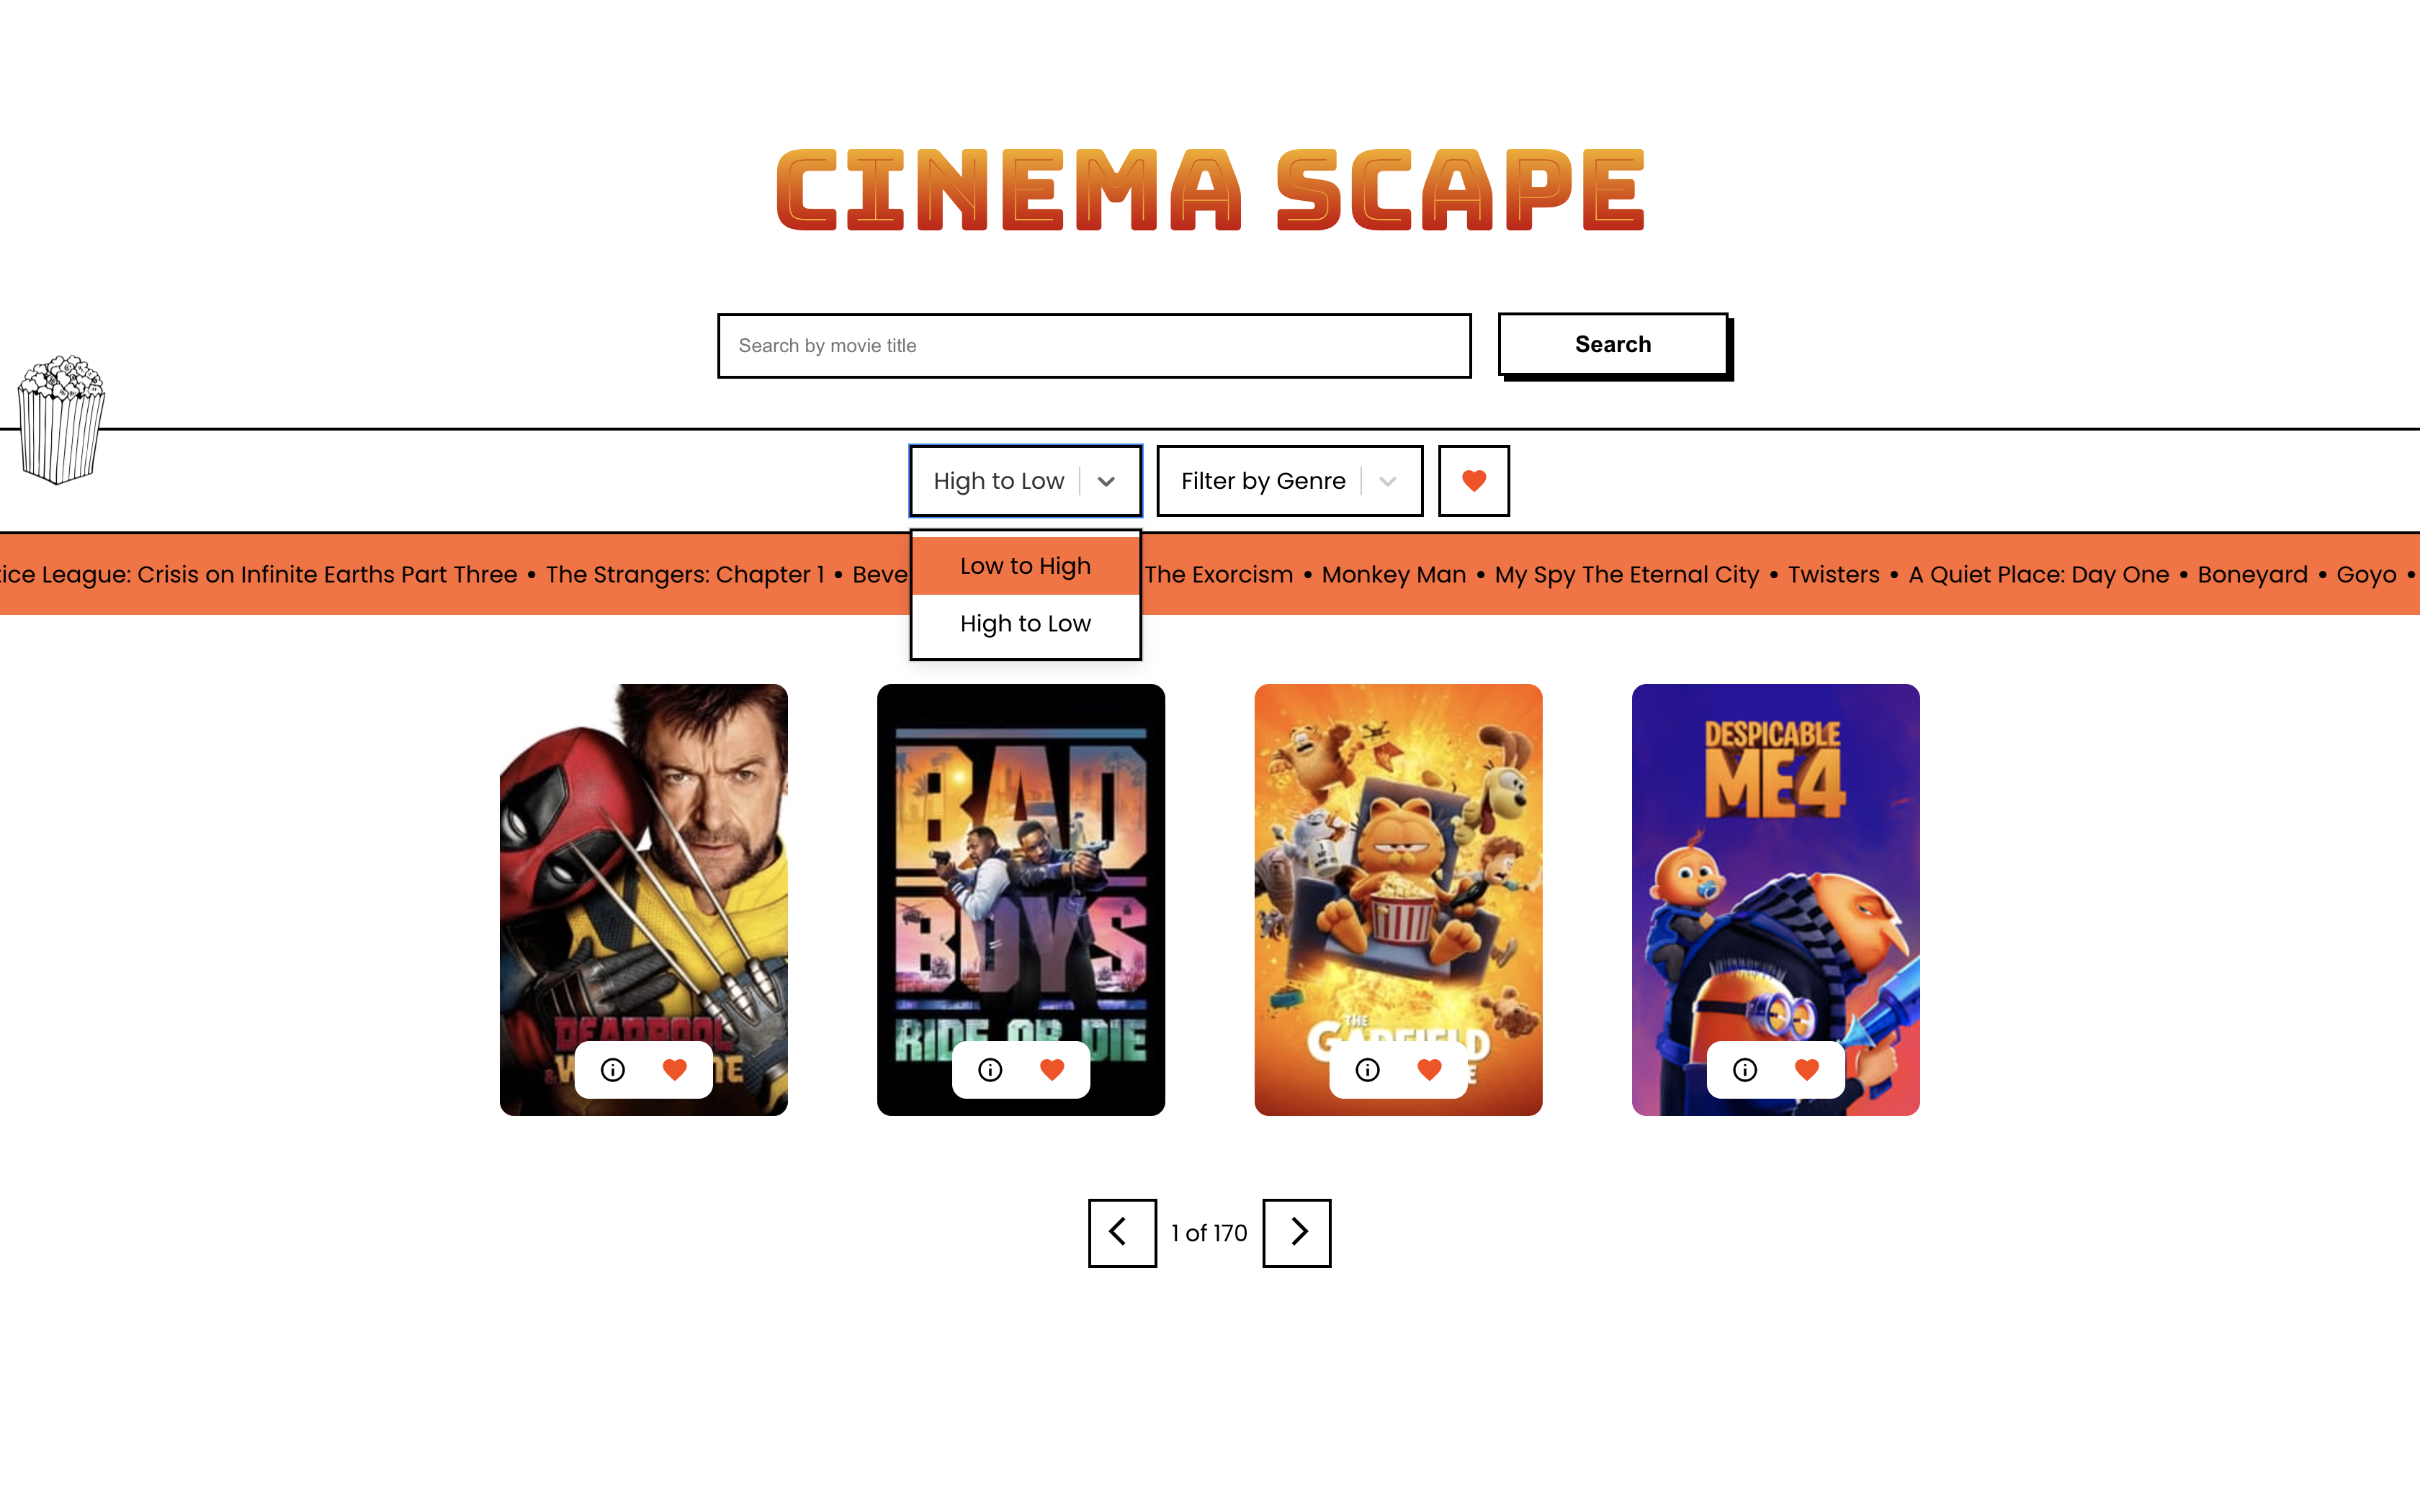 CINEMA SCAPE
Search by movie title
Search
High to Low
Filter by Genre
Low to High
High to Low
tice League: Crisis on Infinite Earths Part Three • The Strangers: Chapter 1 • Beve
The Exorcism • Monkey Man • My Spy The Eternal City • Twisters • A Quiet Place: Day One • Boneyard • Goyo •
DEADPOOL
&
BAD
BOYS
RIDE OR DIE
THE
GARFIELD
DESPICABLE
ME4
1 of 170